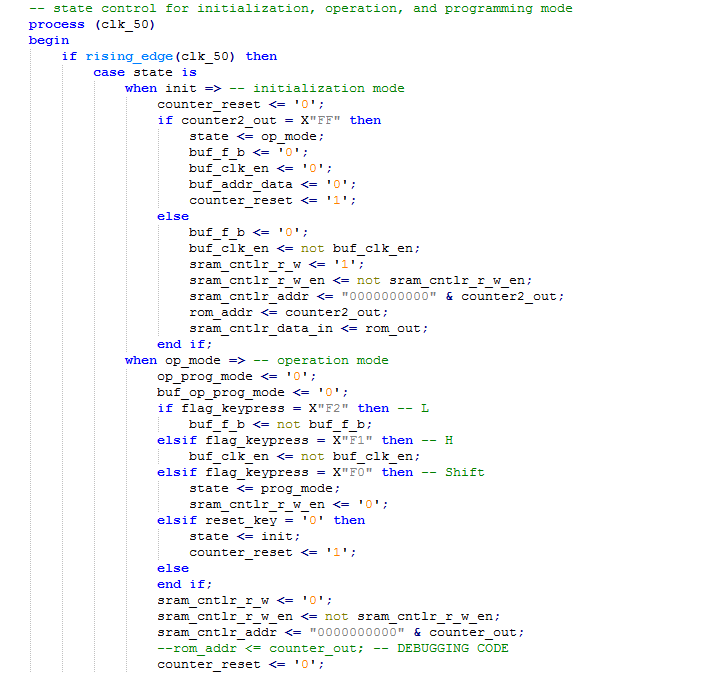 -- state control for initialization, operation, and programming mode
process (clk_50)
begin
if rising_edge(clk_50) then
case state is
when init => -- initialization mode
counter_reset <= '0';
if counter2_out = X"FF" then
state <= op_mode;
buf_f_b <= '0';
buf_clk_en <= '0';
buf_addr_data <= '0';
counter_reset <= '1';
else
buf_f_b <= '0';
buf_clk_en <= not buf_clk_en;
sram_cntlr_r_w <= '1';
sram_cntlr_r_w_en <= not sram_cntlr_r_w_en;
sram_cntlr_addr <= "0000000000" & counter2_out;
rom_addr <= counter2_out;
sram_cntlr_data_in <= rom_out;
end if;
when op_mode => -- operation mode
op_prog_mode <= '0';
buf_op_prog_mode <= '0';
if flag_keypress = X"F2" then -- L
buf_f_b <= not buf_f_b;
elsif flag_keypress = X"F1" then -- H
buf_clk_en <= not buf_clk_en;
elsif flag_keypress = X"F0" then -- Shift
state <= prog_mode;
sram_cntlr_r_w_en <= '0';
elsif reset_key = '0' then
state <= init;
counter_reset <= '1';
else
end if;
sram_cntlr_r_w <= '0';
sram_cntlr_r_w_en <= not sram_cntlr_r_w_en;
sram_cntlr_addr <= "0000000000" & counter_out;
--rom_addr <= counter_out; -- DEBUGGING CODE
counter_reset <= '0';